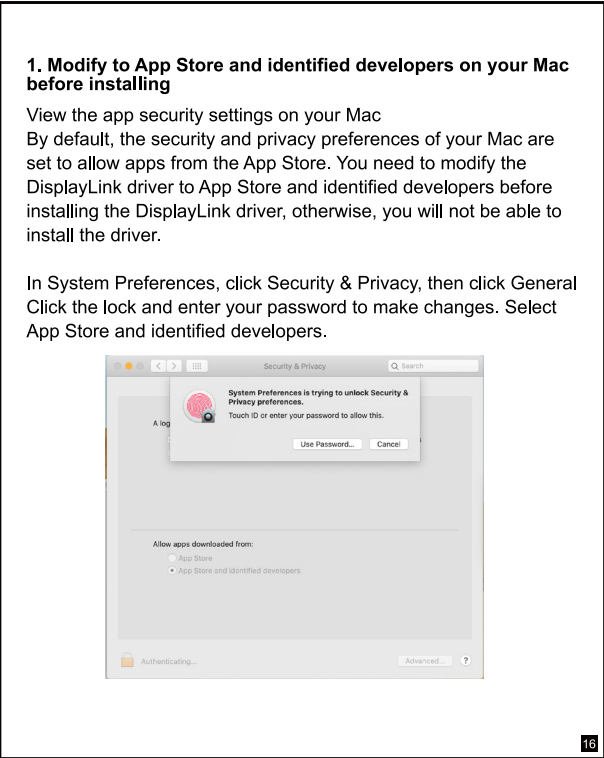 1. Modify to App Store and identified developers on your Mac
before installing
View the app security settings on your Mac
By default, the security and privacy preferences of your Mac are
set to allow apps from the App Store. You need to modify the
DisplayLink driver to App Store and identified developers before
installing the DisplayLink driver, otherwise, you will not be able to
install the driver.
In System Preferences, click Security & Privacy, then click General
Click the lock and enter your password to make changes. Select
App Store and identified developers.
Security & Privacy
Search
System Preferences is trying to unlock Security &
Privacy preferences.
Touch ID or enter your password to allow this.
A log
Use Password...
Cancel
Allow apps downloaded from:
App Store
App Store and identified developers
Authenticating...
Advanced...
?
16